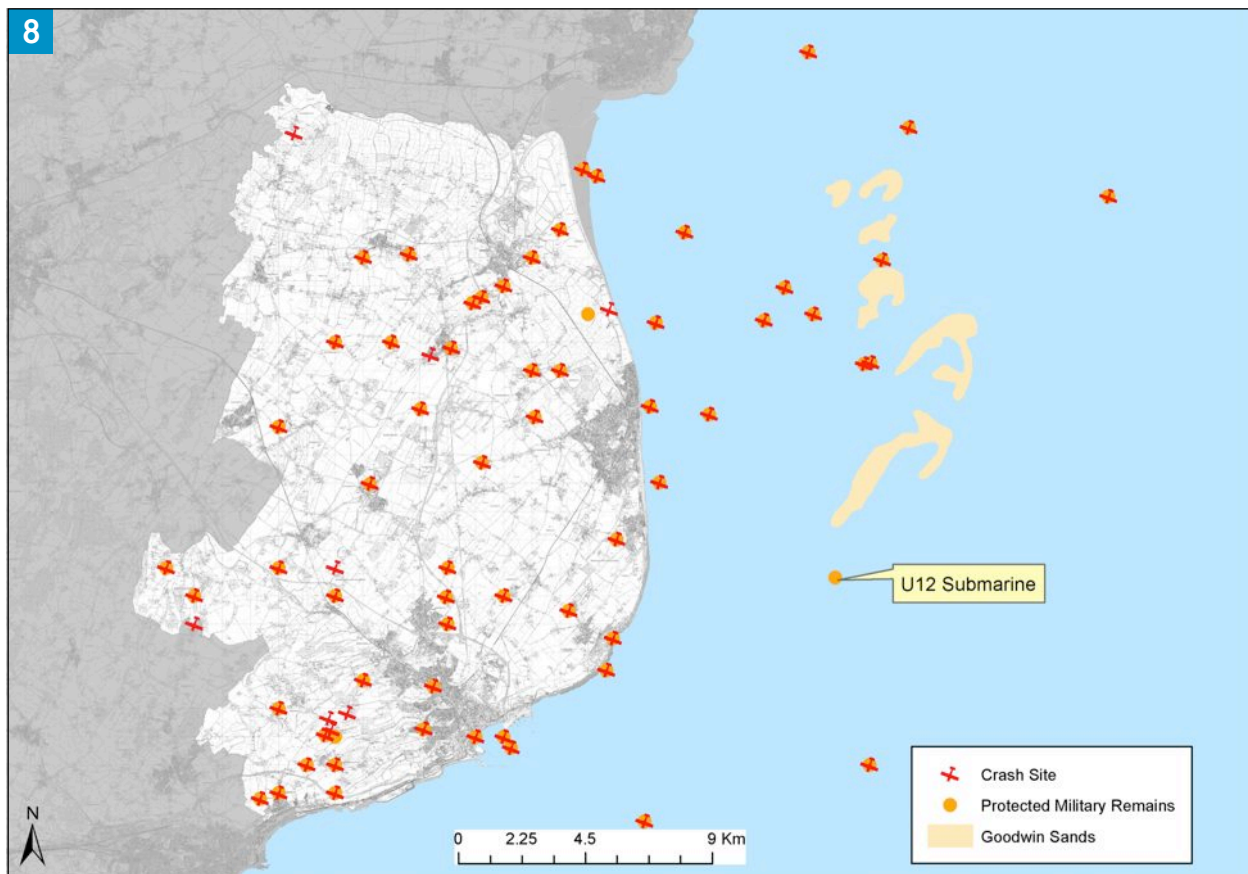 8
U12 Submarine
N
0 2.25 4.5 9 Km
Crash Site
Protected Military Remains
Goodwin Sands